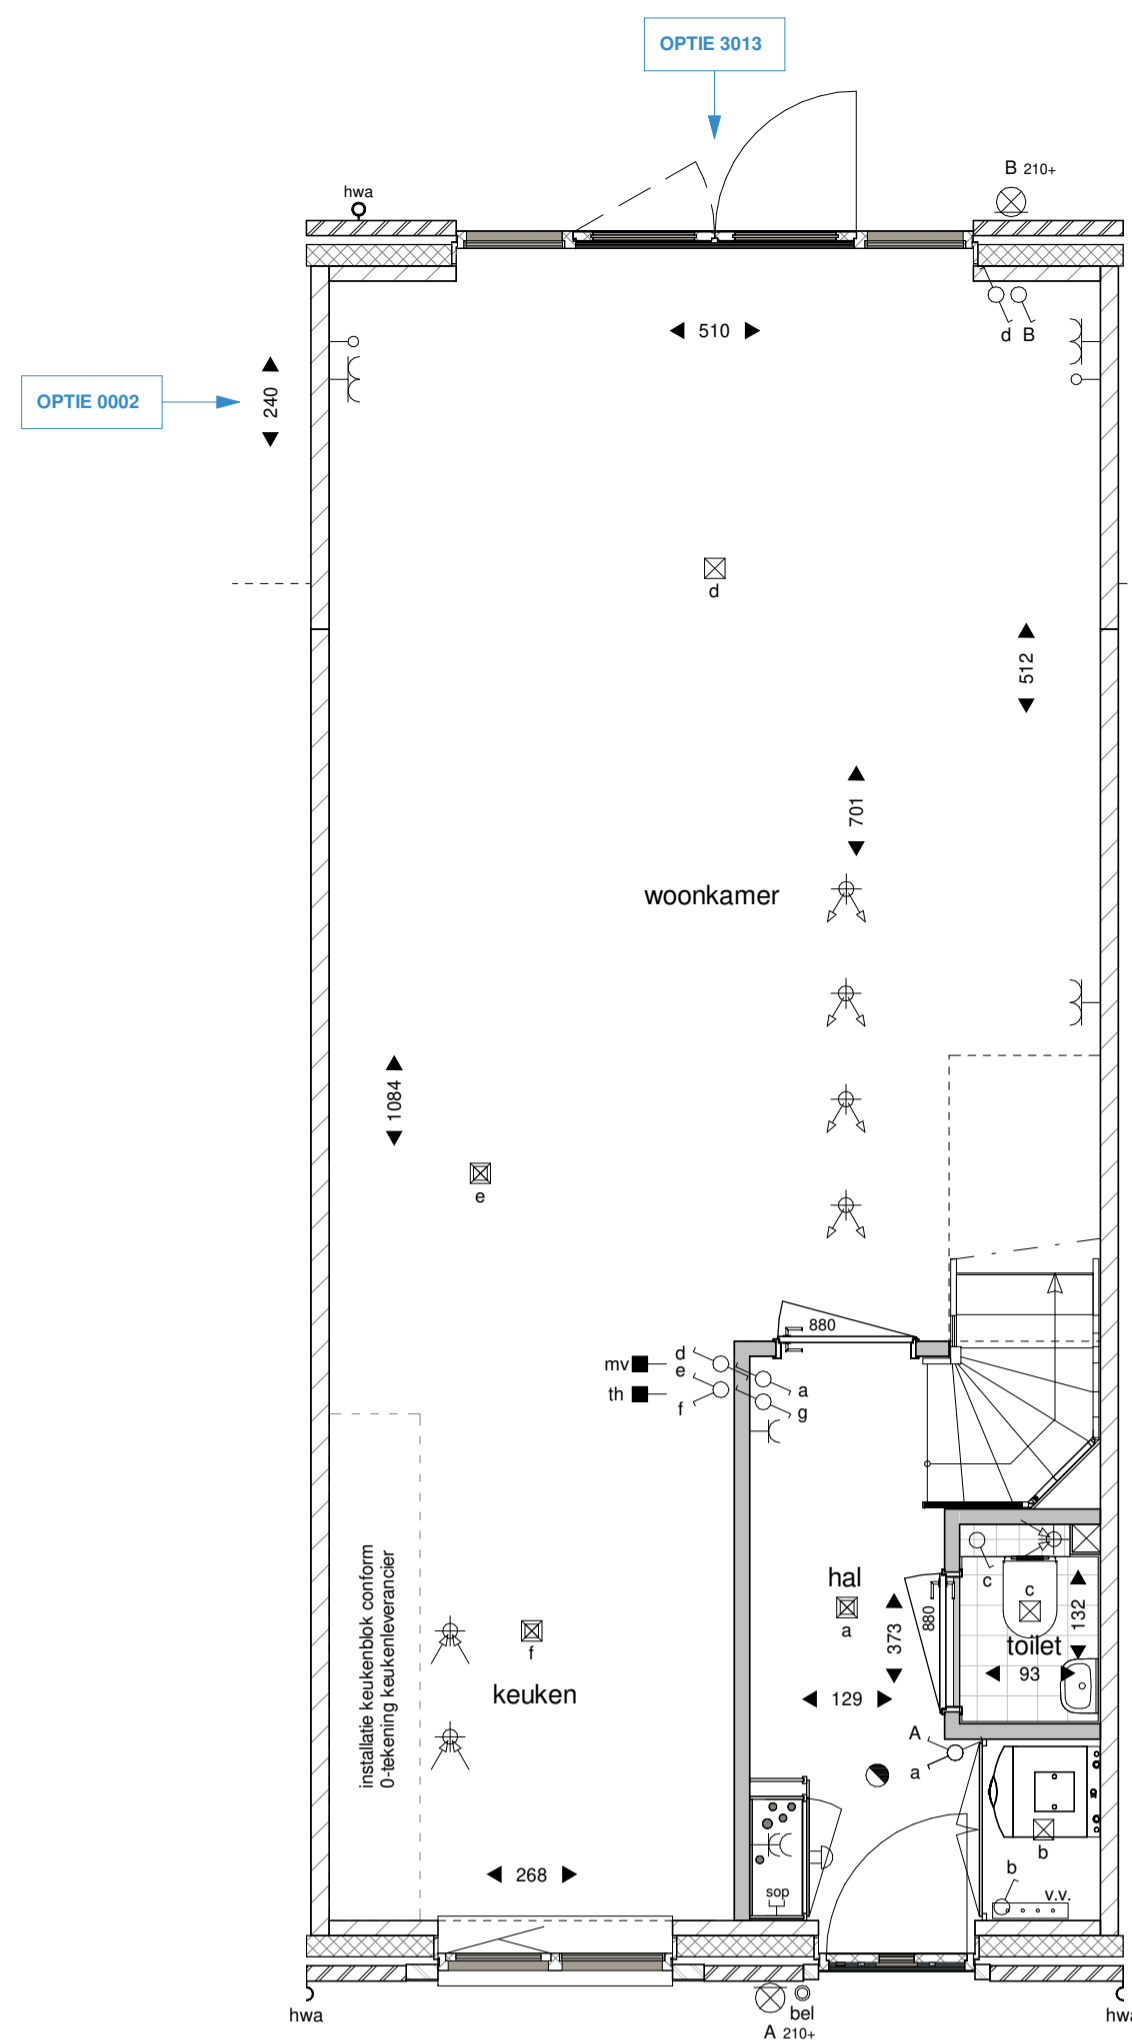 OPTIE 3013
B 210+
hwa
d B
510
240
OPTIE 0002
d
512
701
woonkamer
1084
e
880
mv
d
e
th
f
a
g
installatie keukenblok conform
0-tekening keukenleverancier
hal
a
c
c
880
373
132
toilet
93
f
keuken
129
A
a
b
b
v.v.
268
sop
hwa
bel
A 210+
hwa